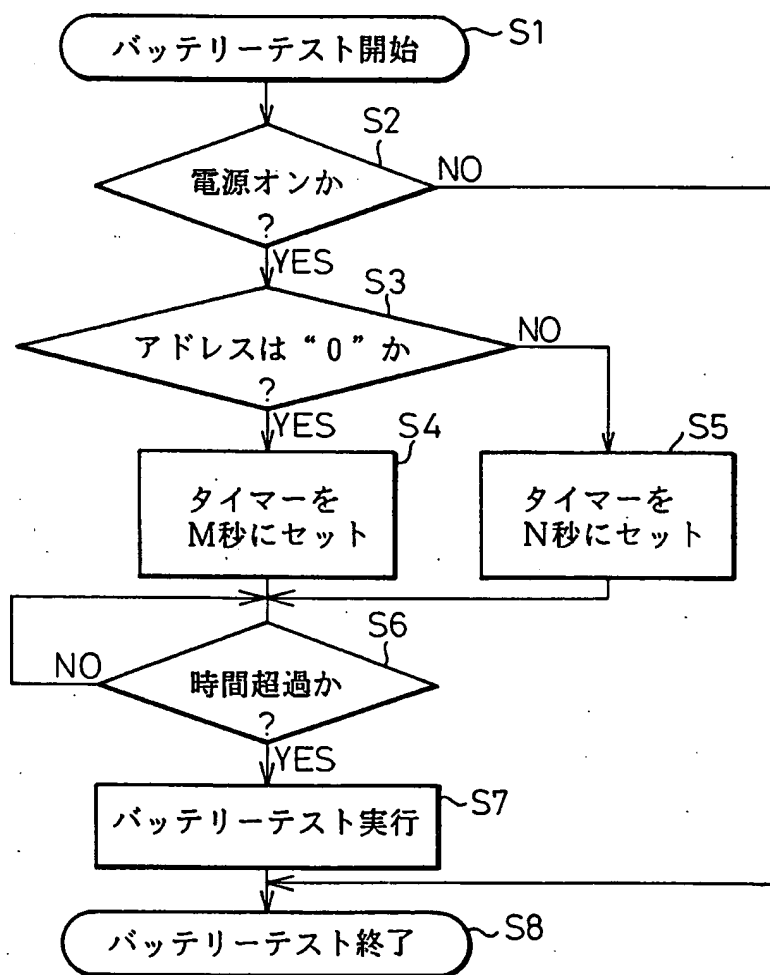 バッテリーテスト開始
S1
S2
電源オンか
?
NO
YES
S3
アドレスは“0”か
?
NO
YES
S4
タイマーを
M秒にセット
S5
タイマーを
N秒にセット
S6
時間超過か
?
NO
YES
S7
バッテリーテスト実行
バッテリーテスト終了
S8